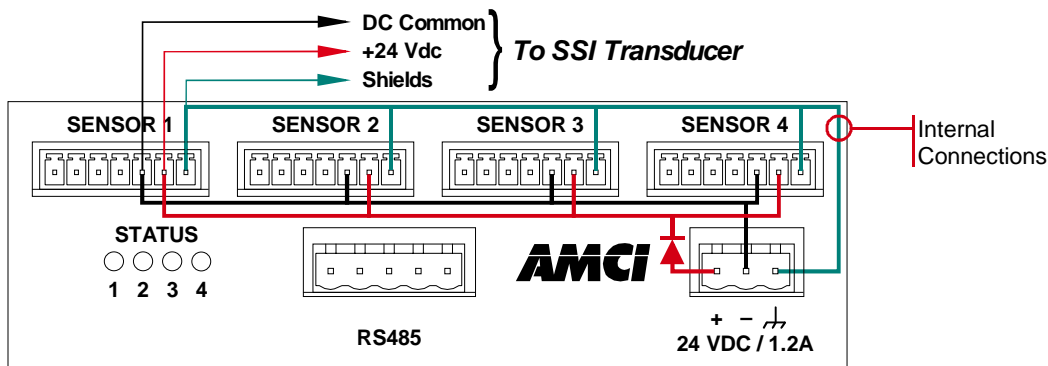 DC Common
+24 Vdc
Shields
To SSI Transducer
SENSOR 1
SENSOR 2
SENSOR 3
SENSOR 4
Internal
Connections
STATUS
1 2 3 4
RS485
AMCI
+ –
24 VDC / 1.2A